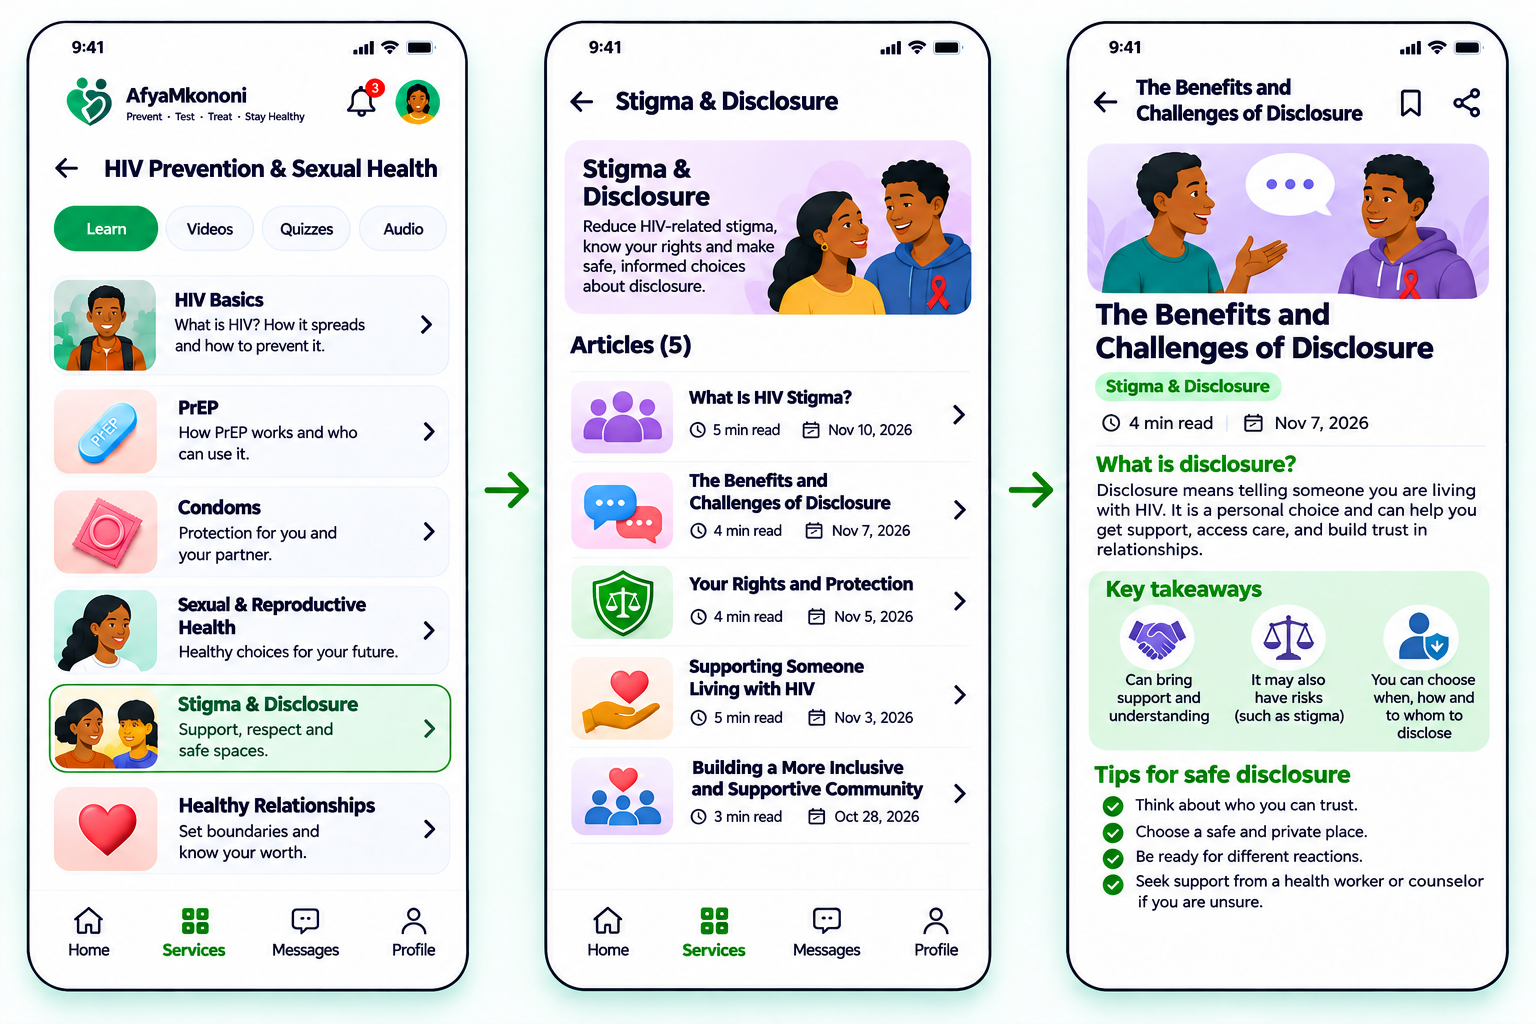 9:41
AfyaMkononi
Prevent · Test · Treat · Stay Healthy
3
HIV Prevention & Sexual Health
Learn
Videos
Quizzes
Audio
HIV Basics
What is HIV? How it spreads
and how to prevent it.
PrEP
PrEP
How PrEP works and who
can use it.
Condoms
Protection for you and
your partner.
Sexual & Reproductive
Health
Healthy choices for your future.
Stigma & Disclosure
Support, respect and
safe spaces.
Healthy Relationships
Set boundaries and
know your worth.
Home
Services
Messages
Profile
9:41
Stigma & Disclosure
Stigma &
Disclosure
Reduce HIV-related stigma,
know your rights and make
safe, informed choices
about disclosure.
Articles (5)
What Is HIV Stigma?
5 min read
Nov 10, 2026
The Benefits and
Challenges of Disclosure
4 min read
Nov 7, 2026
Your Rights and Protection
4 min read
Nov 5, 2026
Supporting Someone
Living with HIV
5 min read
Nov 3, 2026
Building a More Inclusive
and Supportive Community
3 min read
Oct 28, 2026
Home
Services
Messages
Profile
9:41
The Benefits and
Challenges of Disclosure
The Benefits and
Challenges of Disclosure
Stigma & Disclosure
4 min read
Nov 7, 2026
What is disclosure?
Disclosure means telling someone you are living
with HIV. It is a personal choice and can help you
get support, access care, and build trust in
relationships.
Key takeaways
Can bring
support and
understanding
It may also
have risks
(such as stigma)
You can choose
when, how and
to whom to
disclose
Tips for safe disclosure
Think about who you can trust.
Choose a safe and private place.
Be ready for different reactions.
Seek support from a health worker or counselor
if you are unsure.